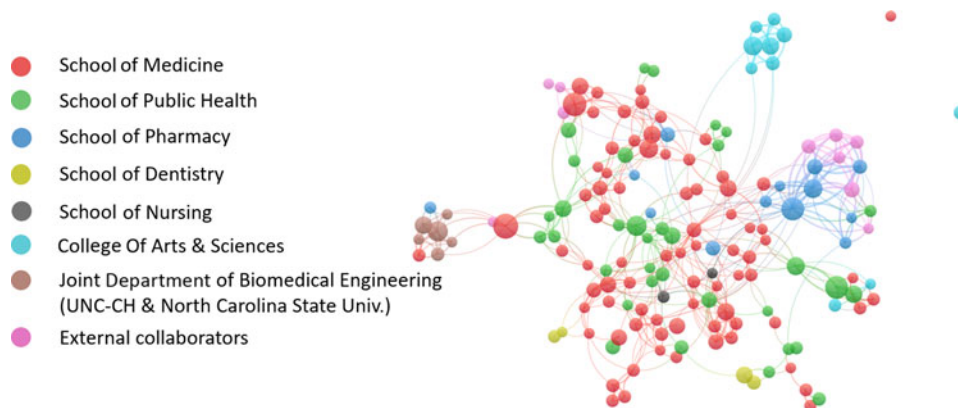 School of Medicine
School of Public Health
School of Pharmacy
School of Dentistry
School of Nursing
College Of Arts & Sciences
Joint Department of Biomedical Engineering
(UNC-CH & North Carolina State Univ.)
External collaborators